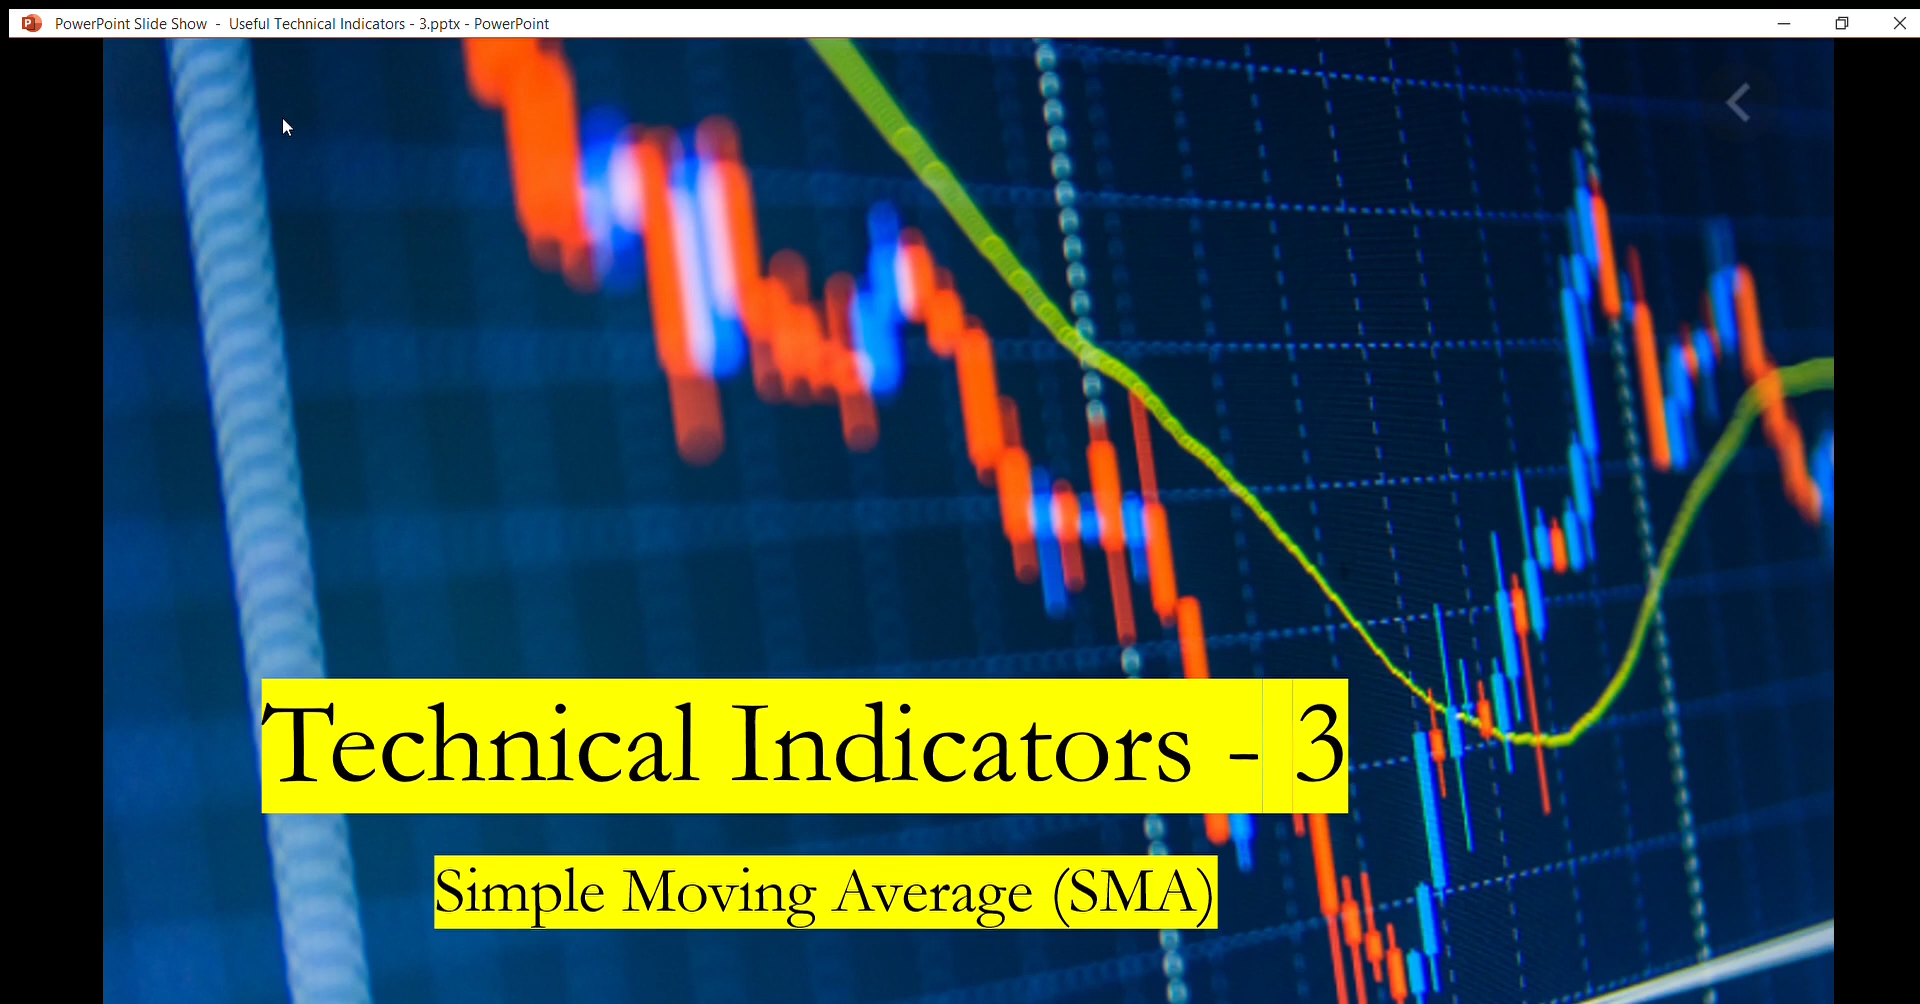 PowerPoint Slide Show - Useful Technical Indicators - 3.pptx - PowerPoint
Technical Indicators - 3
Simple Moving Average (SMA)